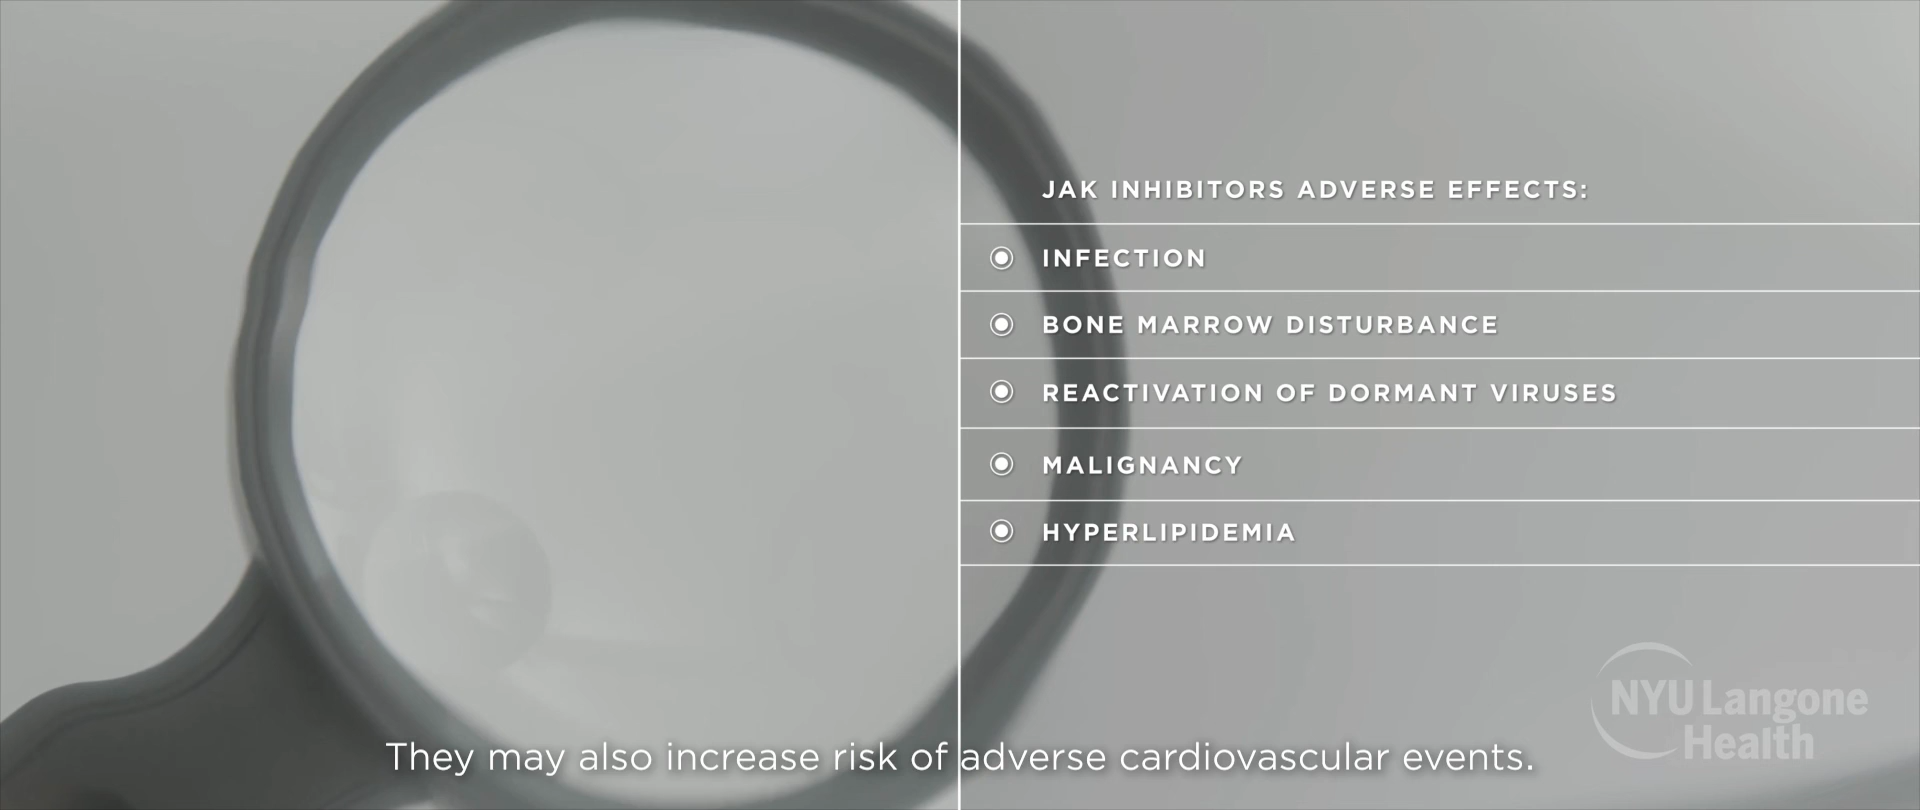 JAK INHIBITORS ADVERSE EFFECTS:
INFECTION
BONE MARROW DISTURBANCE
REACTIVATION OF DORMANT VIRUSES
MALIGNANCY
HYPERLIPIDEMIA
NYU Langone
Health
They may also increase risk of adverse cardiovascular events.